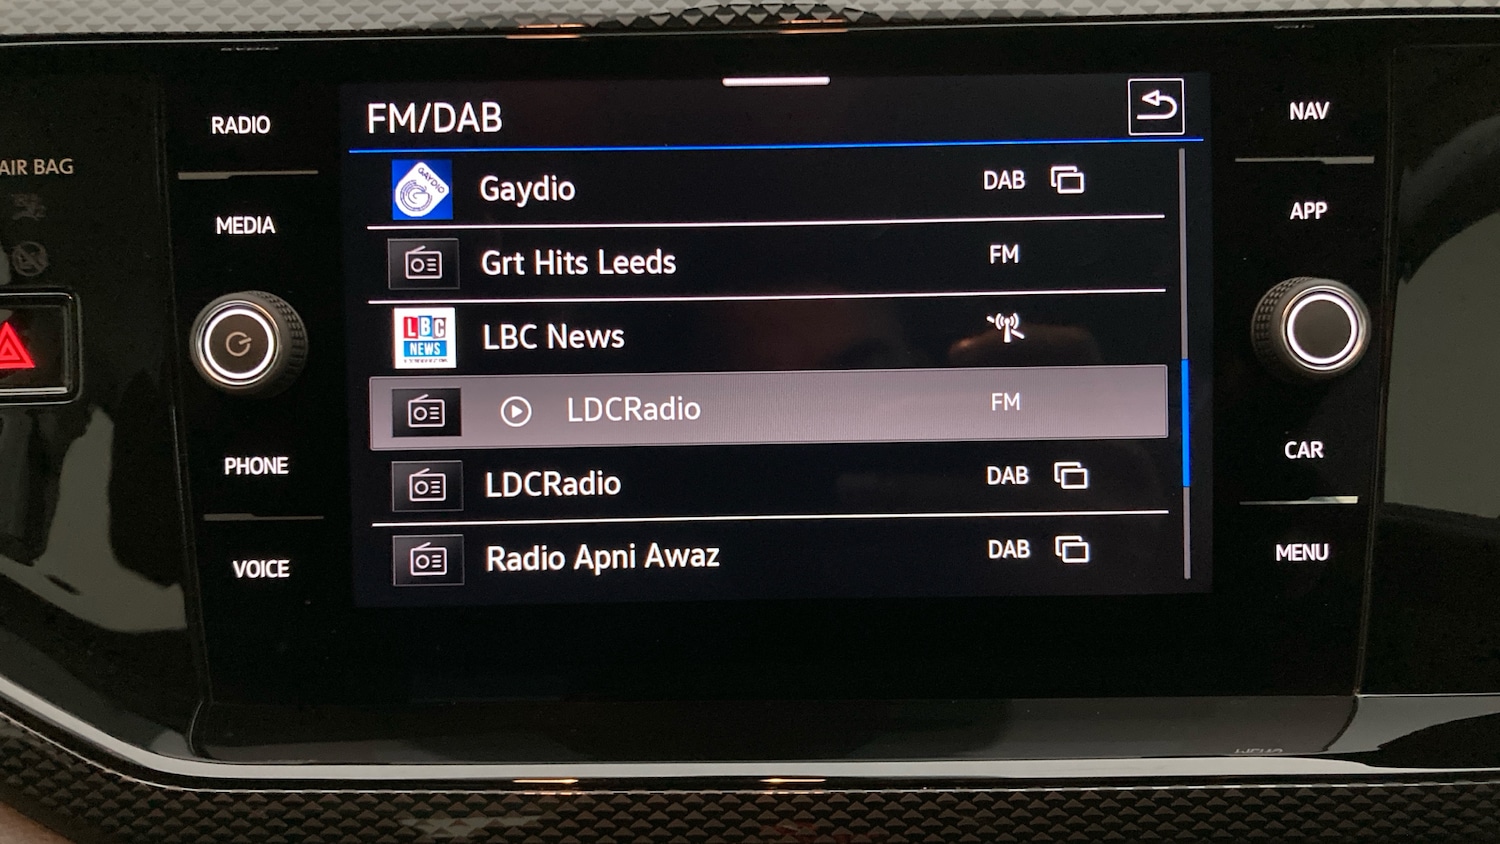 RADIO
MEDIA
PHONE
VOICE
AIR BAG
FM/DAB
GAYDIO
Gaydio DAB
Grt Hits Leeds FM
LBC
NEWS
LBC News
LDCRadio FM
LDCRadio DAB
Radio Apni Awaz DAB
NAV
APP
CAR
MENU